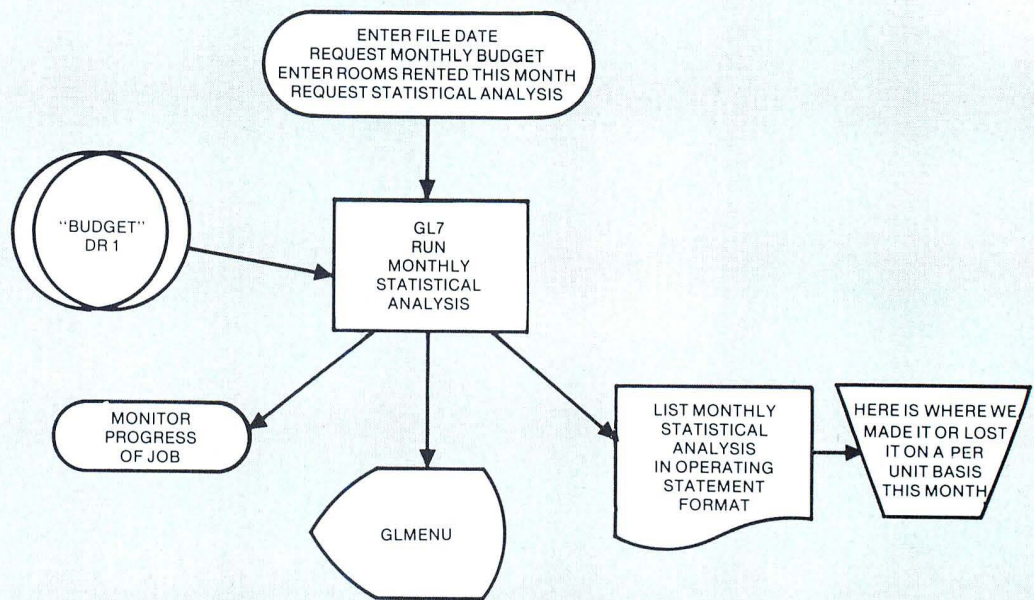 ENTER FILE DATE
REQUEST MONTHLY BUDGET
ENTER ROOMS RENTED THIS MONTH
REQUEST STATISTICAL ANALYSIS
"BUDGET"
DR 1
GL7
RUN
MONTHLY
STATISTICAL
ANALYSIS
MONITOR
PROGRESS
OF JOB
GLMENU
LIST MONTHLY
STATISTICAL
ANALYSIS
IN OPERATING
STATEMENT
FORMAT
HERE IS WHERE WE
MADE IT OR LOST
IT ON A PER
UNIT BASIS
THIS MONTH